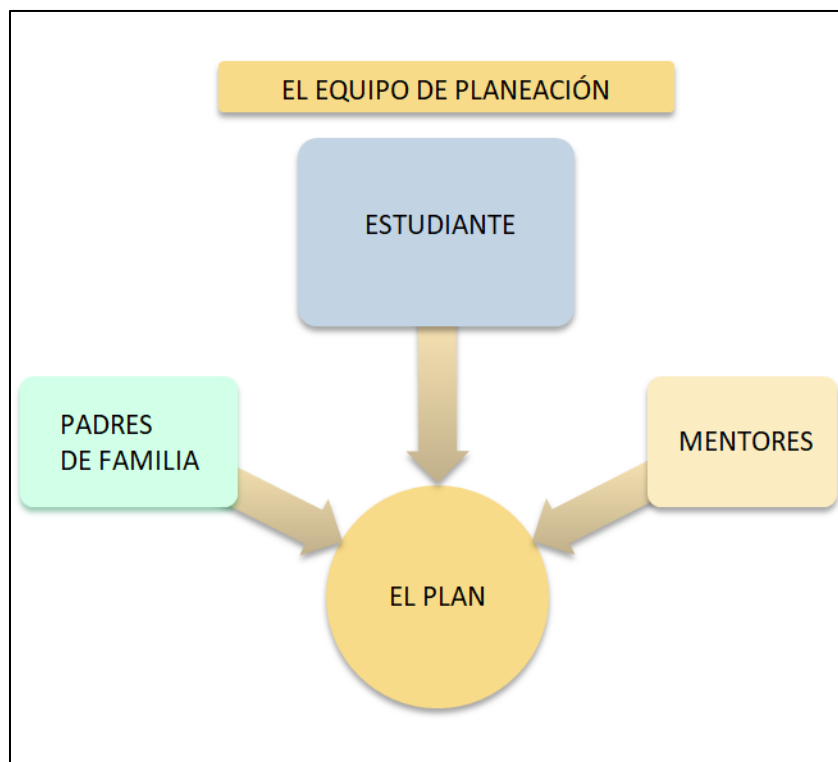 EL EQUIPO DE PLANEACIÓN
ESTUDIANTE
PADRES
DE FAMILIA
MENTORES
EL PLAN